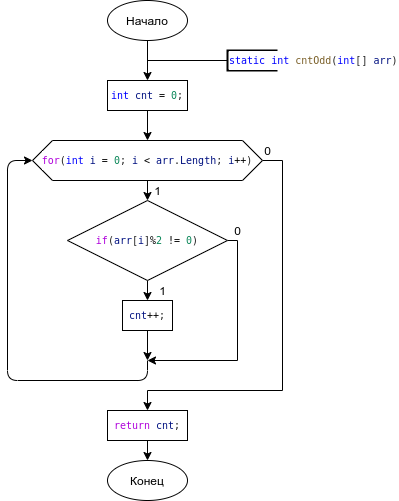 Начало
static int cntOdd(int[] arr)
int cnt = 0;
for(int i = 0; i < arr.Length; i++)
0
1
if(arr[i]%2 != 0)
0
1
cnt++;
return cnt;
Конец